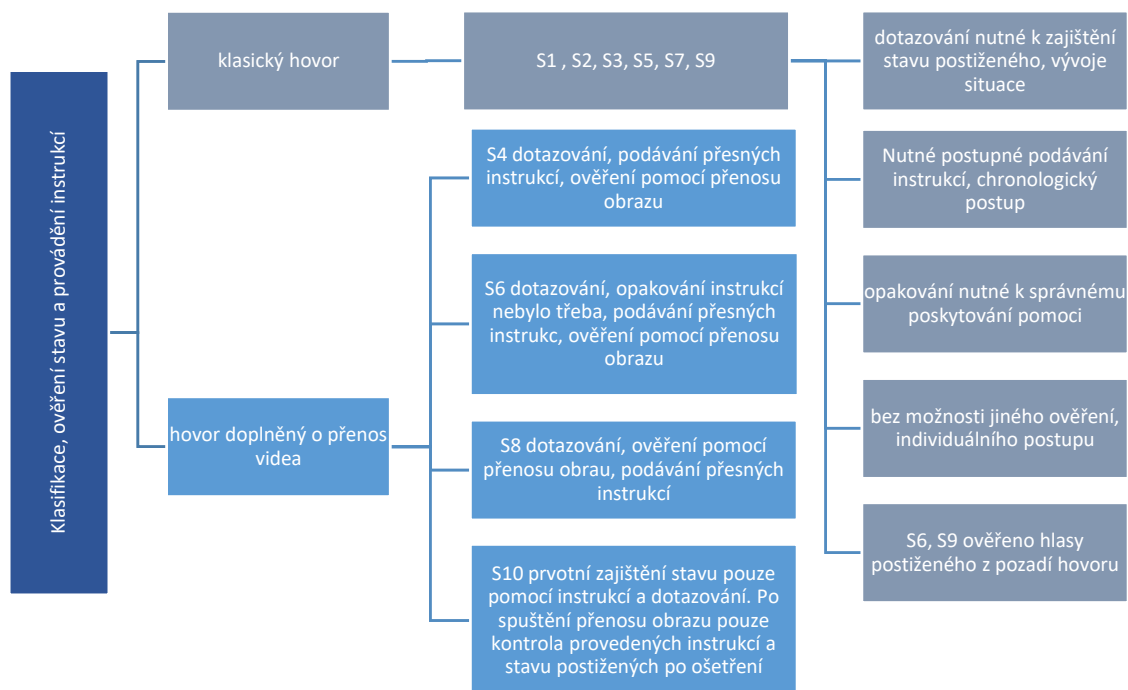 Klasifikace, ověření stavu a provádění instrukcí
klasický hovor
S1 , S2, S3, S5, S7, S9
dotazování nutné k zajištění
stavu postiženého, vývoje
situace
Nutné postupné podávání
instrukcí, chronologický
postup
opakování nutné k správnému
poskytování pomoci
bez možnosti jiného ověření,
individuálního postupu
S6, S9 ověřeno hlasy
postiženého z pozadí hovoru
hovor doplněný o přenos
videa
S4 dotazování, podávání přesných
instrukcí, ověření pomocí přenosu
obrazu
S6 dotazování, opakování instrukcí
nebylo třeba, podávání přesných
instrukc, ověření pomocí přenosu
obrazu
S8 dotazování, ověření pomocí
přenosu obrau, podávání přesných
instrukcí
S10 prvotní zajištění stavu pouze
pomocí instrukcí a dotazování. Po
spuštění přenosu obrazu pouze
kontrola provedených instrukcí a
stavu postižených po ošetření